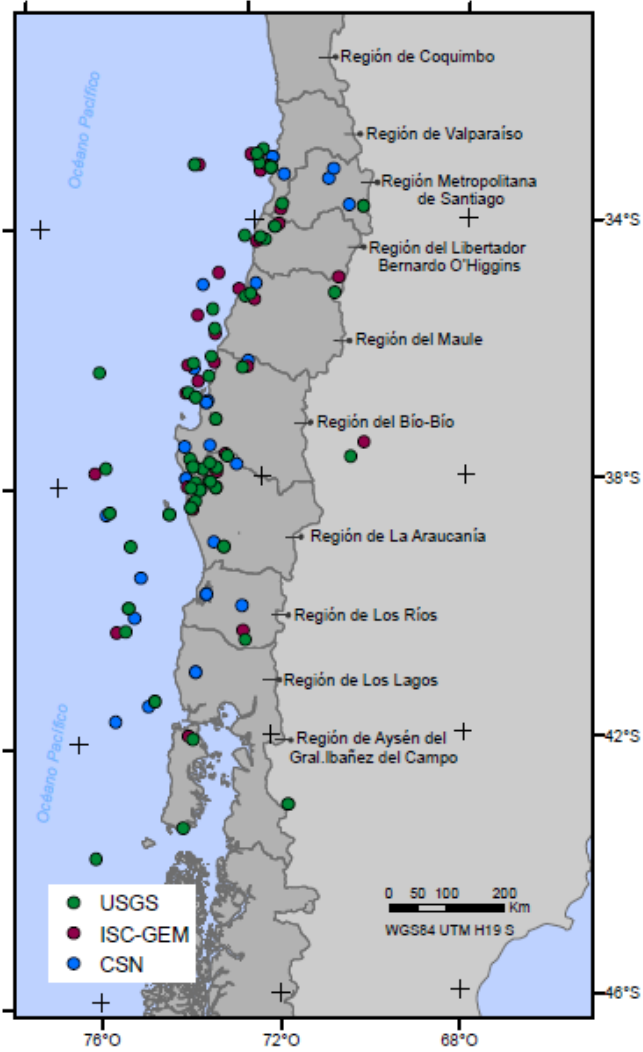 Océano Pacífico
Región de Coquimbo
Región de Valparaíso
Región Metropolitana
de Santiago
34°S
Región del Libertador
Bernardo O'Higgins
Región del Maule
Región del Bío-Bío
38°S
Región de La Araucanía
Región de Los Ríos
Región de Los Lagos
Océano Pacífico
Región de Aysén del
Gral.Ibañez del Campo
42°S
USGS
ISC-GEM
CSN
0 50 100 200
Km
WGS84 UTM H19 S
46°S
76°O 72°O 68°O